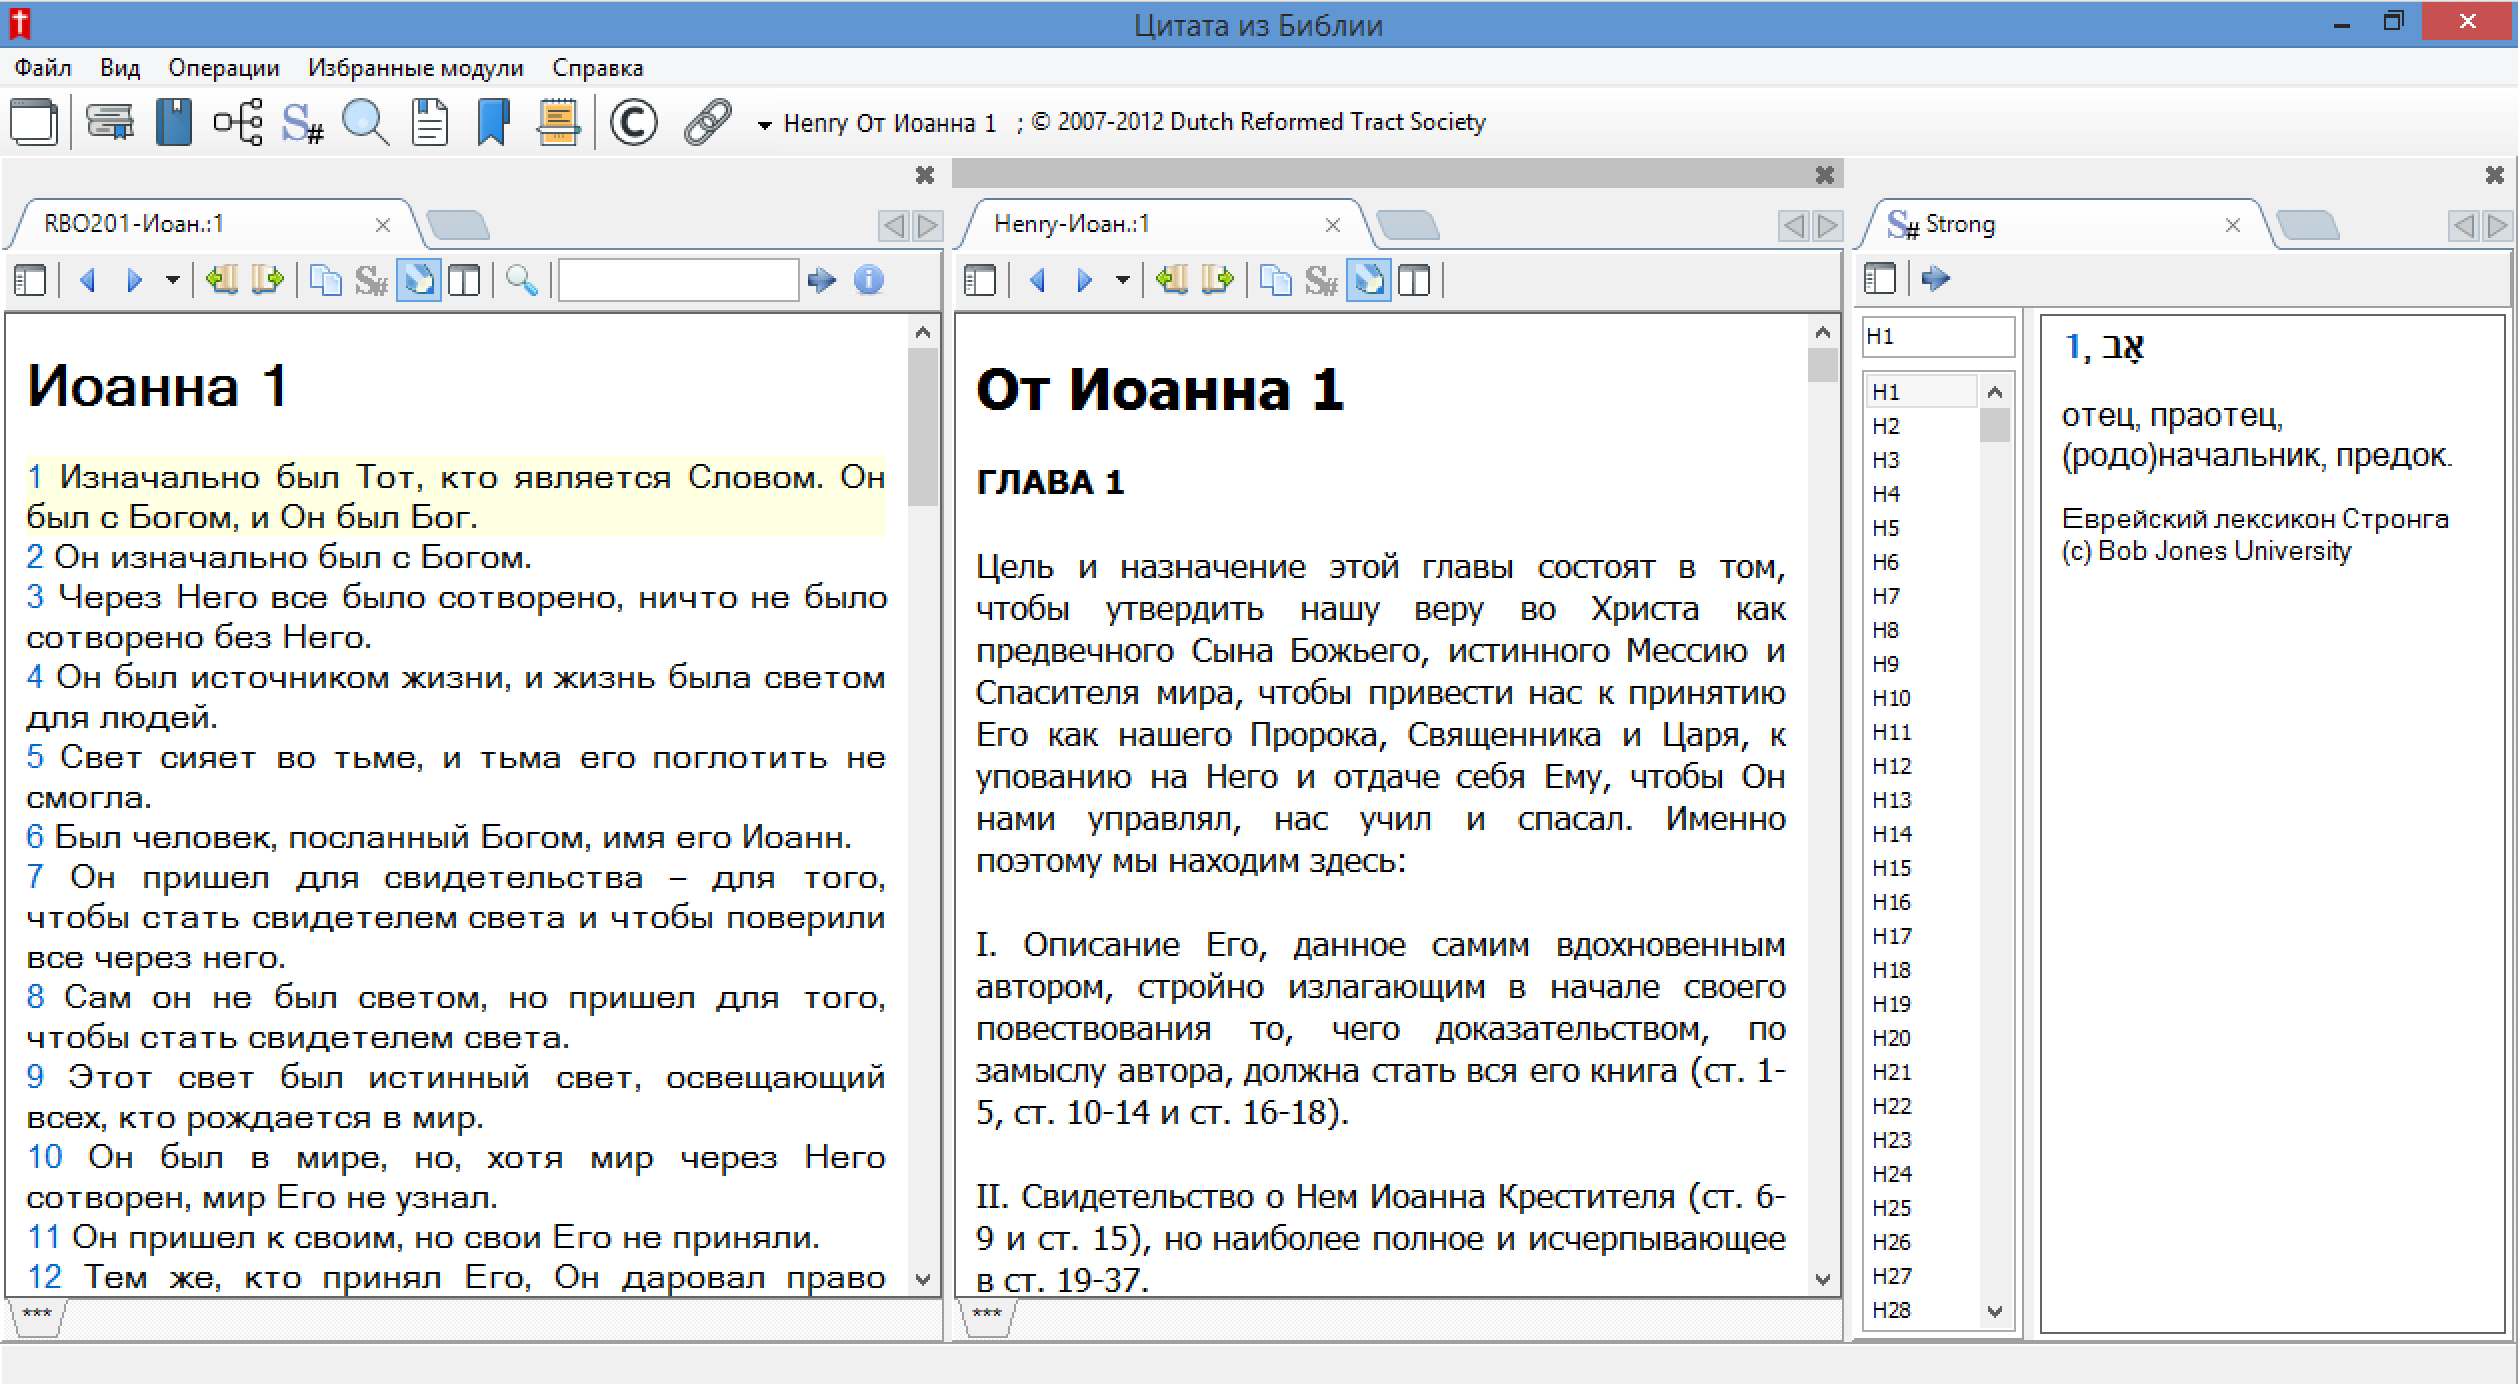 Цитата из Библии
Файл Вид Операции Избранные модули Справка
S# © Henry От Иоанна 1 ; © 2007-2012 Dutch Reformed Tract Society
RBO201-Иоан.:1
Иоанна 1
1 Изначально был Тот, кто является Словом. Он
был с Богом, и Он был Бог.
2 Он изначально был с Богом.
3 Через Него все было сотворено, ничто не было
сотворено без Него.
4 Он был источником жизни, и жизнь была светом
для людей.
5 Свет сияет во тьме, и тьма его поглотить не
смогла.
6 Был человек, посланный Богом, имя его Иоанн.
7 Он пришел для свидетельства – для того,
чтобы стать свидетелем света и чтобы поверили
все через него.
8 Сам он не был светом, но пришел для того,
чтобы стать свидетелем света.
9 Этот свет был истинный свет, освещающий
всех, кто рождается в мир.
10 Он был в мире, но, хотя мир через Него
сотворен, мир Его не узнал.
11 Он пришел к своим, но свои Его не приняли.
12 Тем же, кто принял Его, Он даровал право
***
Henry-Иоан.:1
От Иоанна 1
ГЛАВА 1
Цель и назначение этой главы состоят в том,
чтобы утвердить нашу веру во Христа как
предвечного Сына Божьего, истинного Мессию и
Спасителя мира, чтобы привести нас к принятию
Его как нашего Пророка, Священника и Царя, к
упованию на Него и отдаче себя Ему, чтобы Он
нами управлял, нас учил и спасал. Именно
поэтому мы находим здесь:
I. Описание Его, данное самим вдохновенным
автором, стройно излагающим в начале своего
повествования то, чего доказательством, по
замыслу автора, должна стать вся его книга (ст. 1-
5, ст. 10-14 и ст. 16-18).
II. Свидетельство о Нем Иоанна Крестителя (ст. 6-
9 и ст. 15), но наиболее полное и исчерпывающее
в ст. 19-37.
***
S# Strong
H1
H1
H2
H3
H4
H5
H6
H7
H8
H9
H10
H11
H12
H13
H14
H15
H16
H17
H18
H19
H20
H21
H22
H23
H24
H25
H26
H27
H28
1, אָב
отец, праотец,
(родо)начальник, предок.
Еврейский лексикон Стронга
(c) Bob Jones University